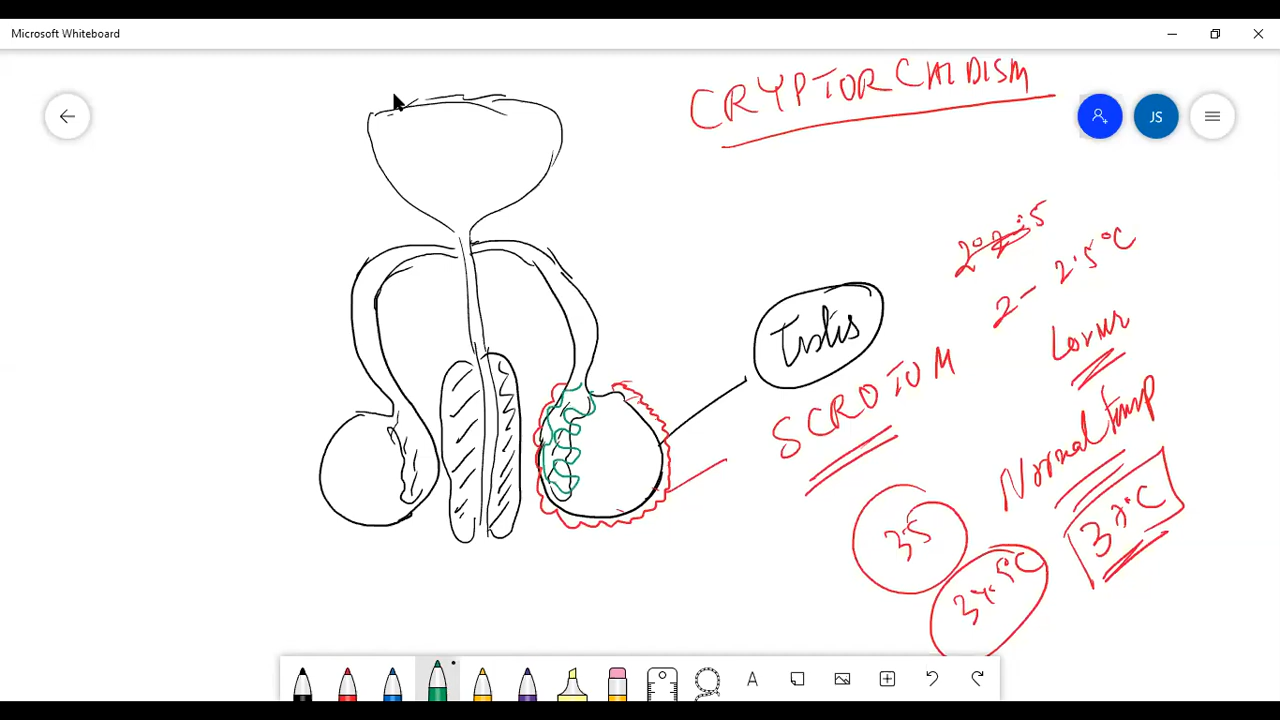 Microsoft Whiteboard
CRYPTORCHIDISM
JS
2 - 2.5°C
Lower
Testis
SCROTUM
Normal temp
37°C
35
34.5°C
A